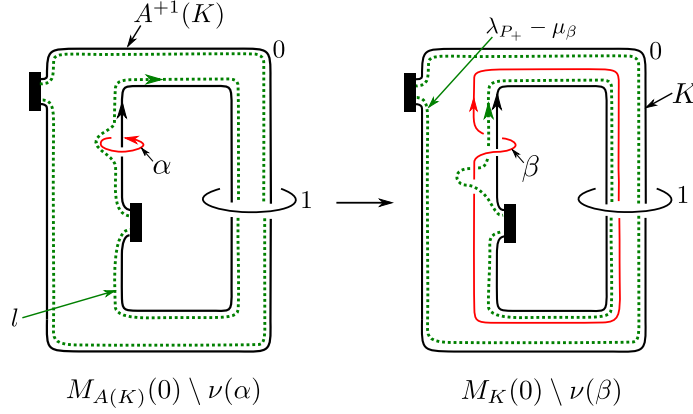 A^{+1}(K)
0
α
1
l
M_{A(K)}(0) \ ν(α)
λ_{P_+} − μ_β
0
K
β
1
M_K(0) \ ν(β)